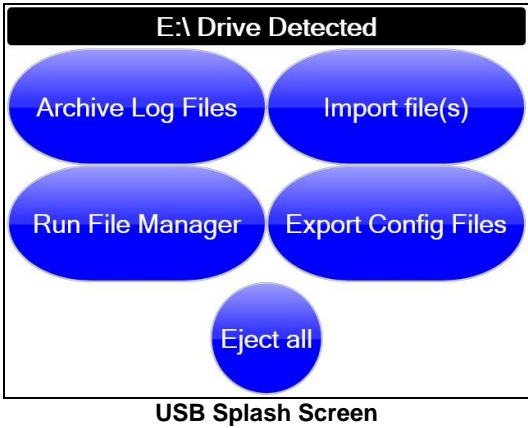 E:\ Drive Detected
Archive Log Files
Import file(s)
Run File Manager
Export Config Files
Eject all
USB Splash Screen